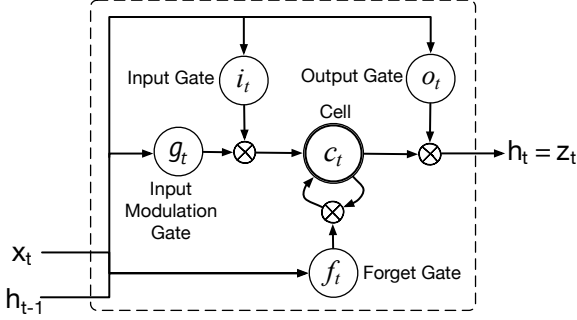 Input Gate
i_t
Output Gate
o_t
Cell
g_t
c_t
h_t = z_t
Input
Modulation
Gate
x_t
f_t
Forget Gate
h_{t-1}